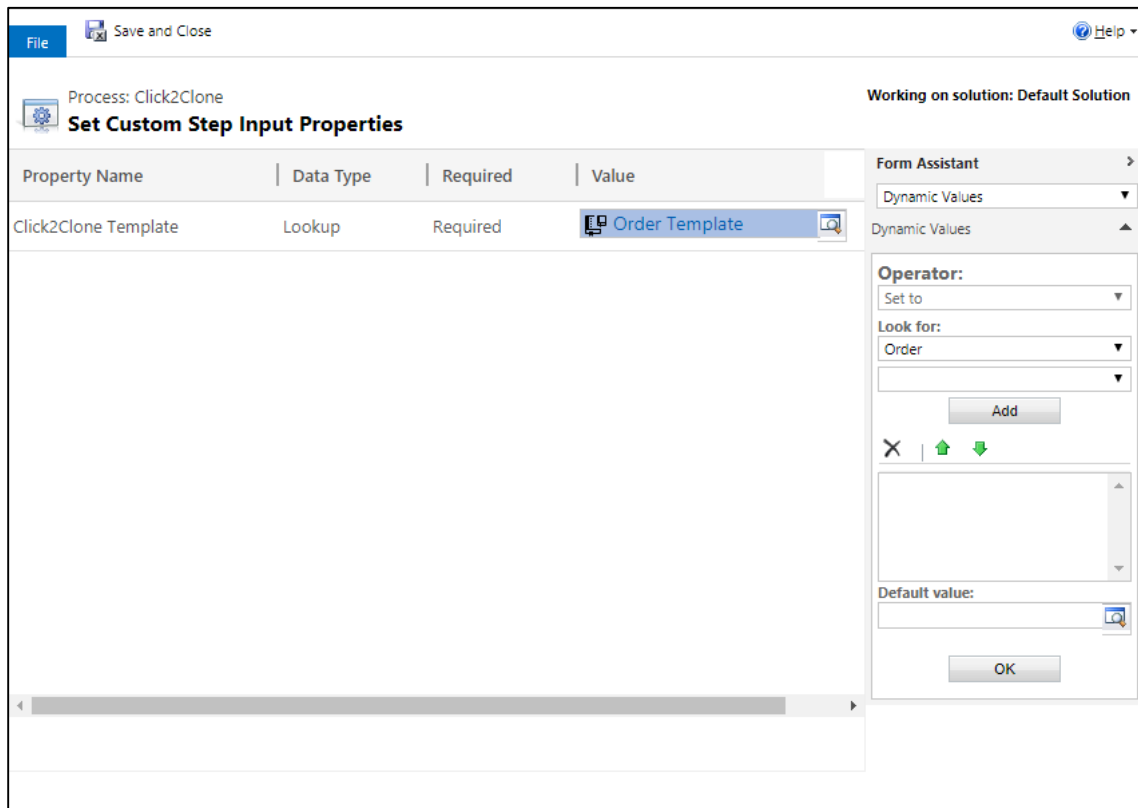 File
Save and Close
Help
Process: Click2Clone
Set Custom Step Input Properties
Working on solution: Default Solution
Property Name Data Type Required Value
Click2Clone Template Lookup Required Order Template
Form Assistant
Dynamic Values
Dynamic Values
Operator:
Set to
Look for:
Order
Add
Default value:
OK